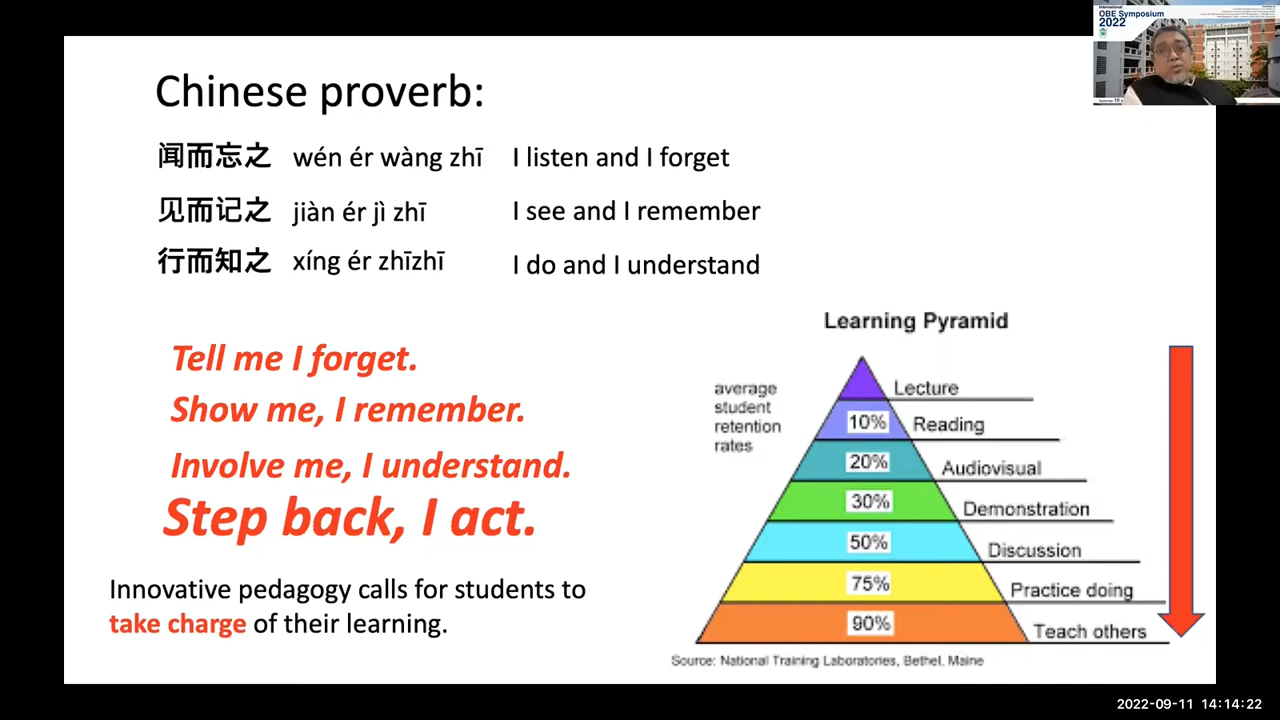 International
OBE Symposium
2022
Chinese proverb:
闻而忘之 wén ér wàng zhī I listen and I forget
见而记之 jiàn ér jì zhī I see and I remember
行而知之 xíng ér zhīzhī I do and I understand
Tell me I forget.
Show me, I remember.
Involve me, I understand.
Step back, I act.
Innovative pedagogy calls for students to
take charge of their learning.
Learning Pyramid
average
student
retention
rates
Lecture
10% Reading
20% Audiovisual
30% Demonstration
50% Discussion
75% Practice doing
90% Teach others
Source: National Training Laboratories, Bethel, Maine
2022-09-11 14:14:22